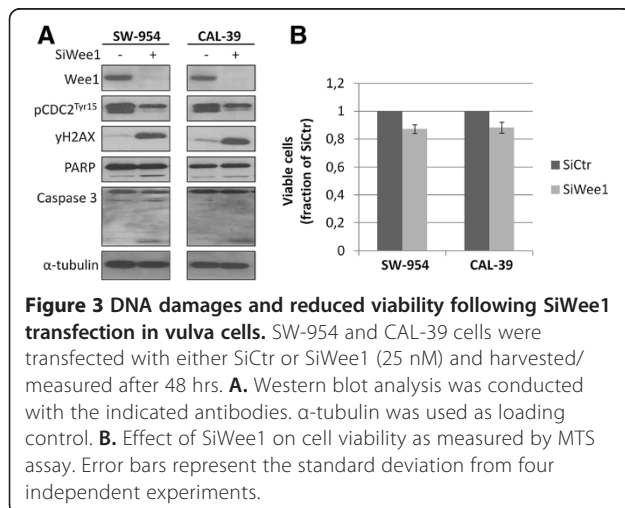 A
SW-954 CAL-39
SiWee1 - + - +
Wee1
pCDC2Tyr15
yH2AX
PARP
Caspase 3
α-tubulin
B
1,2
1
0,8
0,6
0,4
0,2
0
Viable cells
(fraction of SiCtr)
SW-954 CAL-39
SiCtr
SiWee1
Figure 3 DNA damages and reduced viability following SiWee1
transfection in vulva cells. SW-954 and CAL-39 cells were
transfected with either SiCtr or SiWee1 (25 nM) and harvested/
measured after 48 hrs. A. Western blot analysis was conducted
with the indicated antibodies. α-tubulin was used as loading
control. B. Effect of SiWee1 on cell viability as measured by MTS
assay. Error bars represent the standard deviation from four
independent experiments.